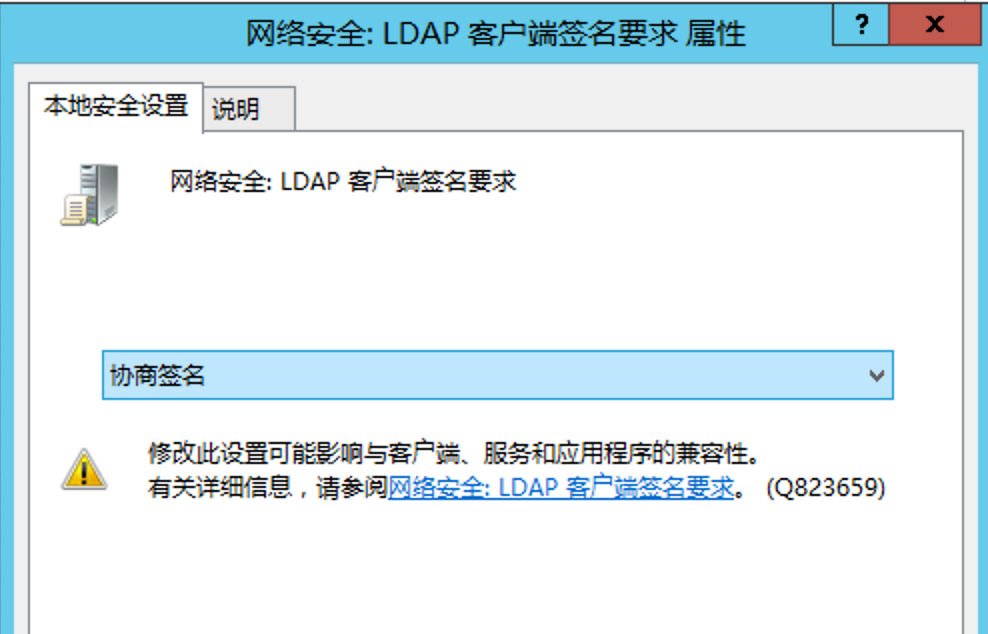 网络安全: LDAP 客户端签名要求 属性
? X
本地安全设置 说明
网络安全: LDAP 客户端签名要求
协商签名
修改此设置可能影响与客户端、服务和应用程序的兼容性。
有关详细信息，请参阅网络安全: LDAP 客户端签名要求。 (Q823659)